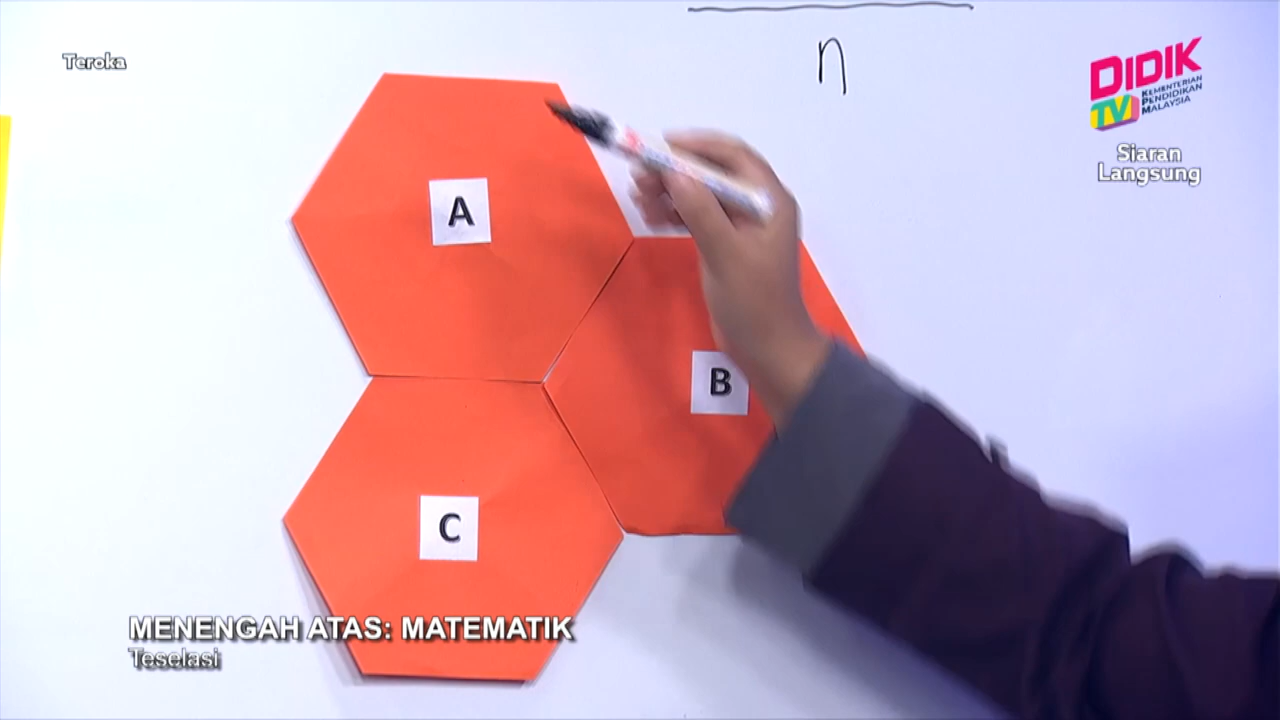 Teroka
n
DIDIK
TV
KEMENTERIAN
PENDIDIKAN
MALAYSIA
Siaran
Langsung
A
B
C
MENENGAH ATAS: MATEMATIK
Teselasi